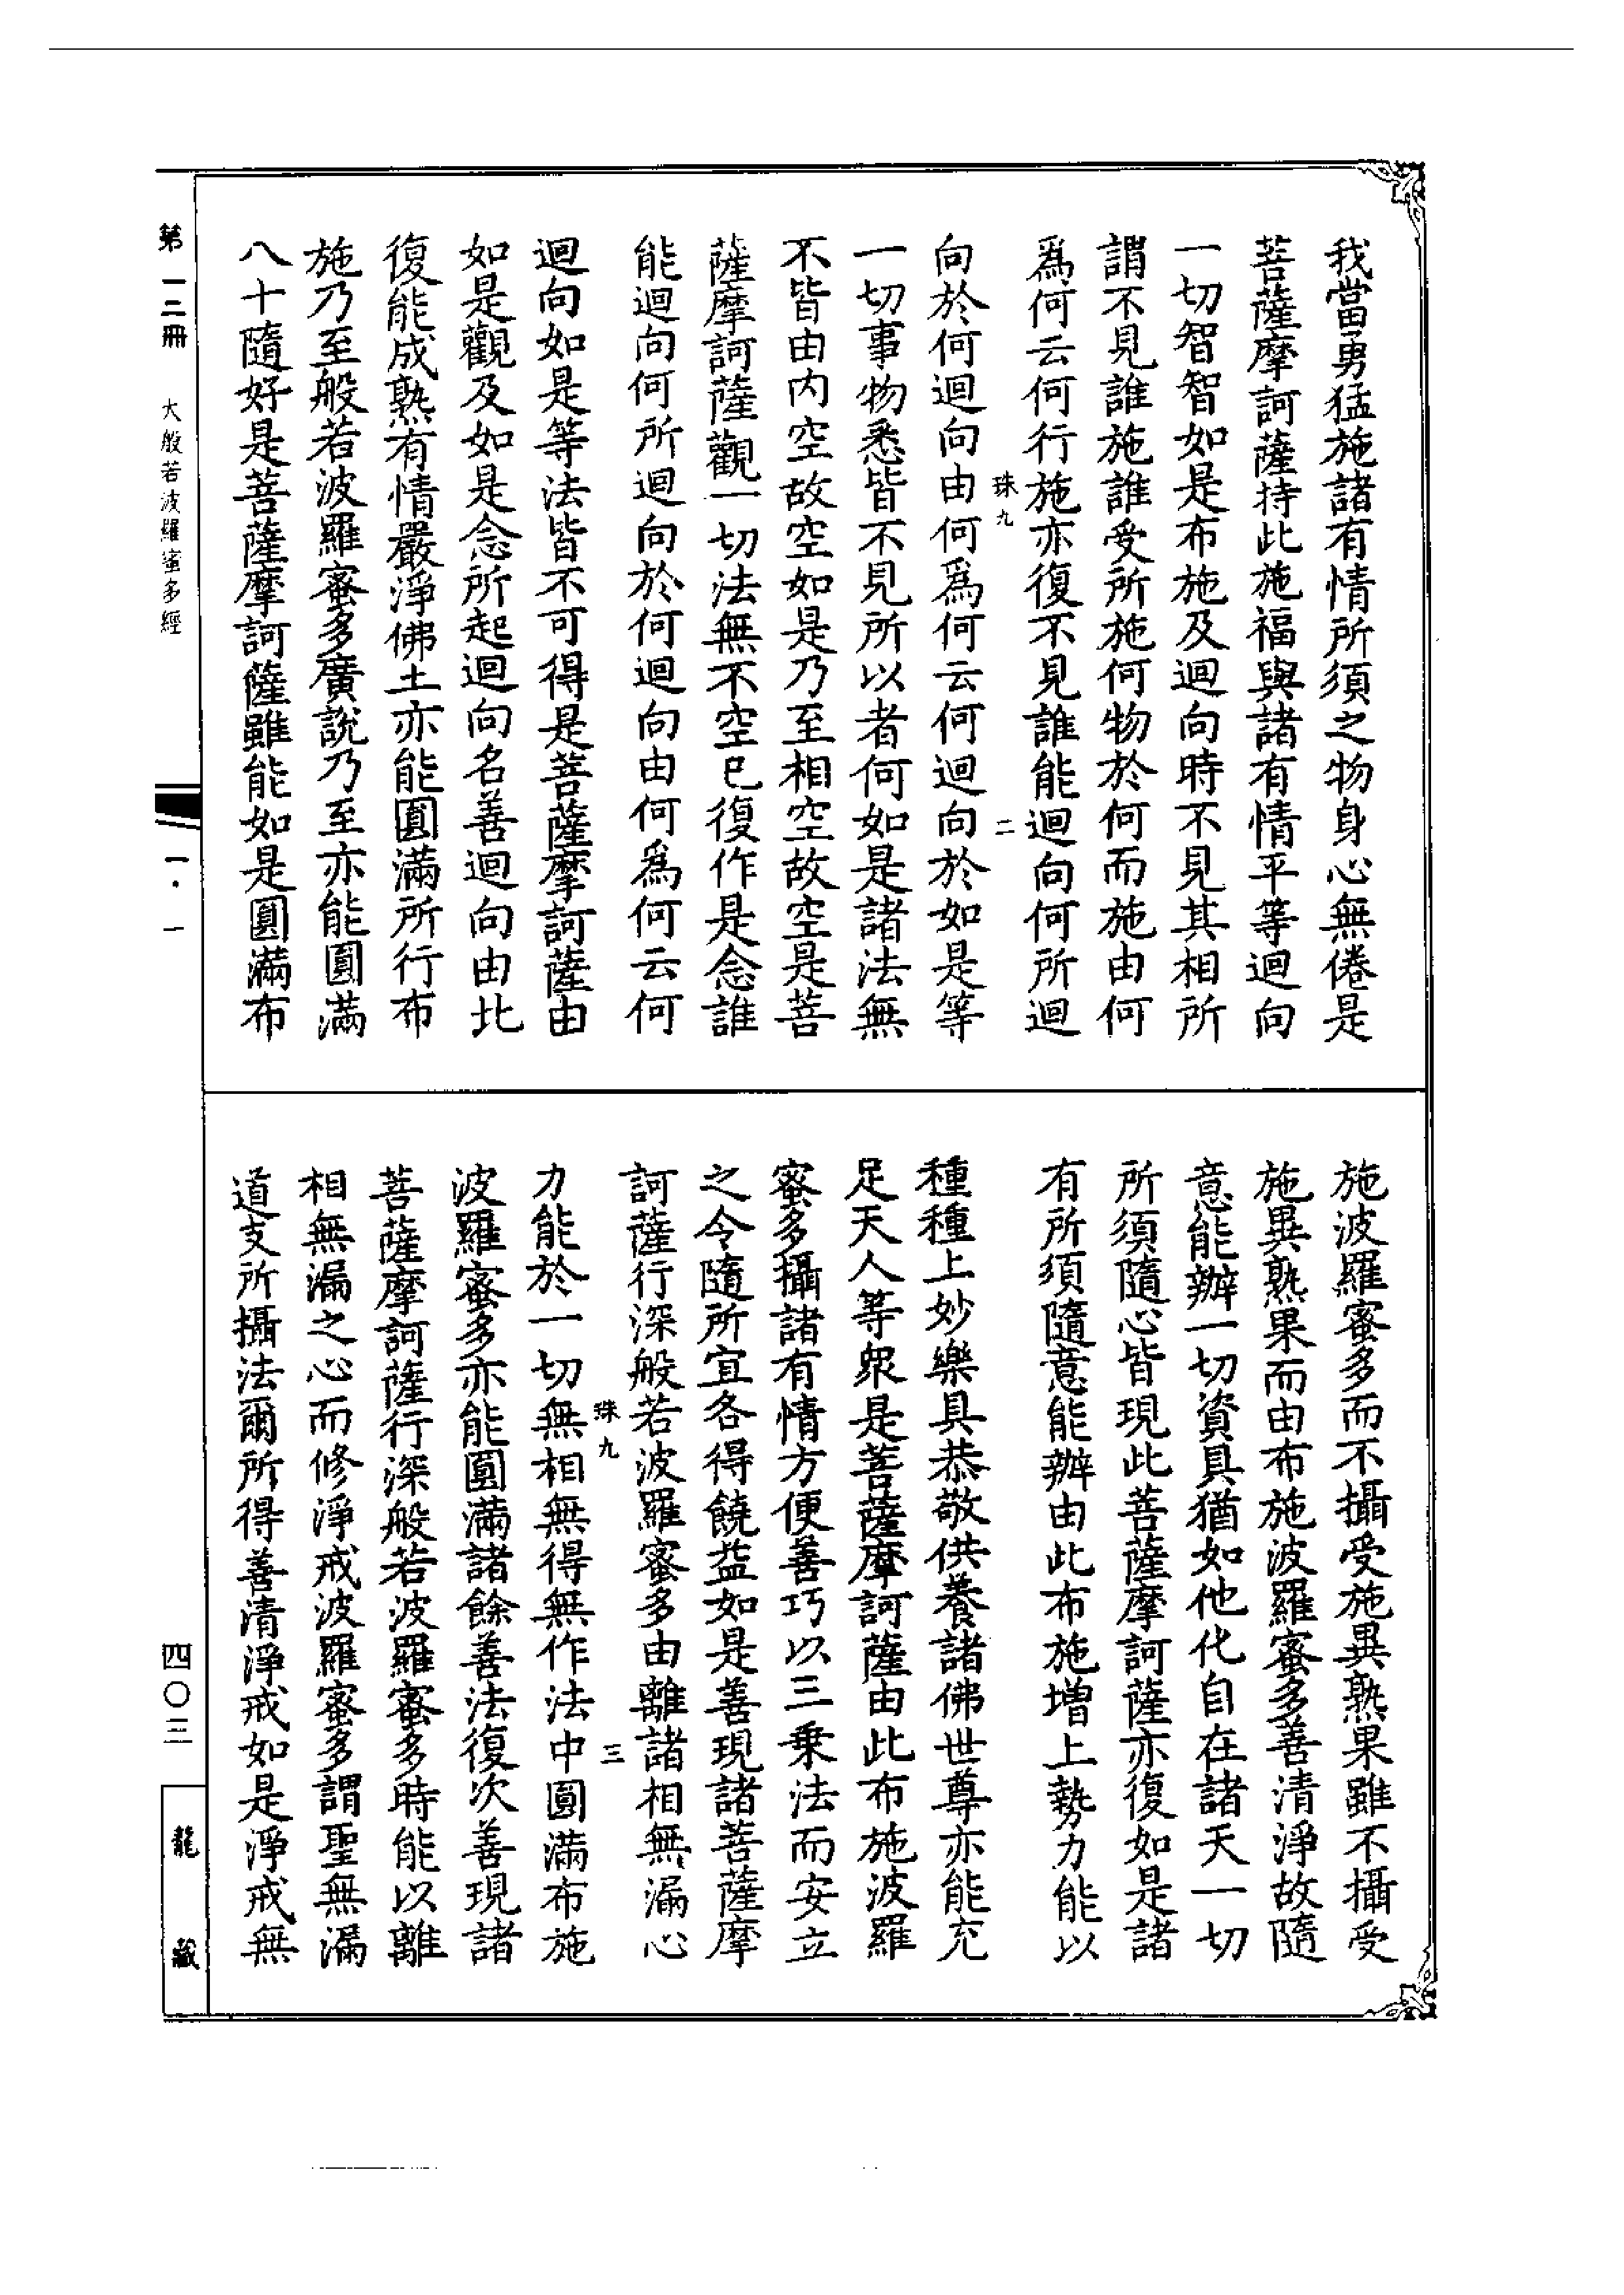 我當勇猛施諸有情所須之物身心無倦是
菩薩摩訶薩持此施福與諸有情平等迴向
一切智智如是布施及迴向時不見其相所
謂不見誰施誰受所施何物於何而施由何
爲何云何行施亦復不見誰能迴向何所迴
珠九 二
向於何迴向由何爲何云何迴向於如是等
一切事物悉皆不見所以者何如是諸法無
不皆由内空故空如是乃至相空故空是菩
薩摩訶薩觀一切法無不空已復作是念誰
能迴向何所迴向於何迴向由何爲何云何
迴向如是等法皆不可得是菩薩摩訶薩由
如是觀及如是念所起迴向名善迴向由此
復能成熟有情嚴淨佛土亦能圓滿所行布
施乃至般若波羅蜜多廣說乃至亦能圓滿
八十隨好是菩薩摩訶薩雖能如是圓滿布
施波羅蜜多而不攝受施異熟果雖不攝受
施異熟果而由布施波羅蜜多善清淨故隨
意能辦一切資具猶如他化自在諸天一切
所須隨心皆現此菩薩摩訶薩亦復如是諸
有所須隨意能辦由此布施增上勢力能以
種種上妙樂具恭敬供養諸佛世尊亦能充
足天人等衆是菩薩摩訶薩由此布施波羅
蜜多攝諸有情方便善巧以三乗法而安立
之令隨所宜各得饒益如是善現諸菩薩摩
訶薩行深般若波羅蜜多由離諸相無漏心
珠九 三
力能於一切無相無得無作法中圓滿布施
波羅蜜多亦能圓滿諸餘善法復次善現諸
菩薩摩訶薩行深般若波羅蜜多時能以離
相無漏之心而修淨戒波羅蜜多謂聖無漏
道支所攝法爾所得善清淨戒如是淨戒無
第一二冊 大般若波羅蜜多經 一·一 四〇三 龍藏